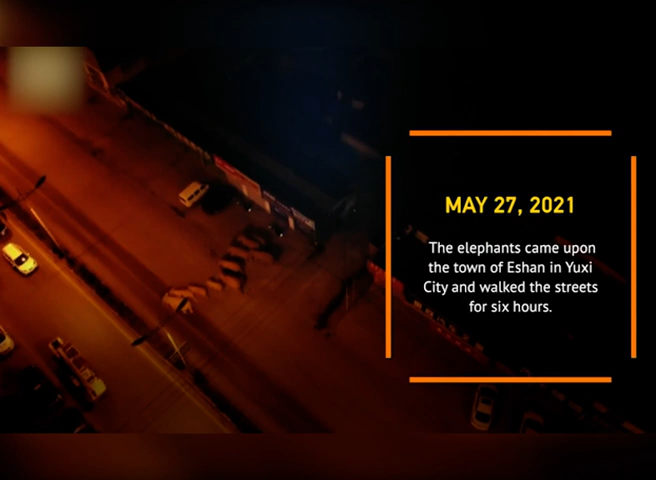 MAY 27, 2021
The elephants came upon
the town of Eshan in Yuxi
City and walked the streets
for six hours.